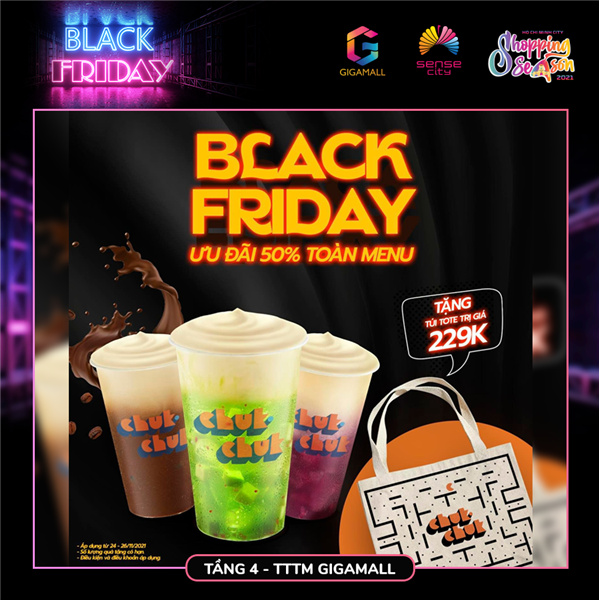 BLACK
BLACK
FRIDAY
GIGAMALL
sense
city
HO CHI MINH CITY
Shopping
Season
2021
BLACK
FRIDAY
ƯU ĐÃI 50% TOÀN MENU
TẶNG
TÚI TOTE TRỊ GIÁ
229K
chuk
chuk
chuk
chuk
chuk
chuk
chuk
chuk
- Áp dụng từ 24 - 26/11/2021
- Số lượng quà tặng có hạn
- Điều kiện và điều khoản áp dụng
TẦNG 4 - TTTM GIGAMALL